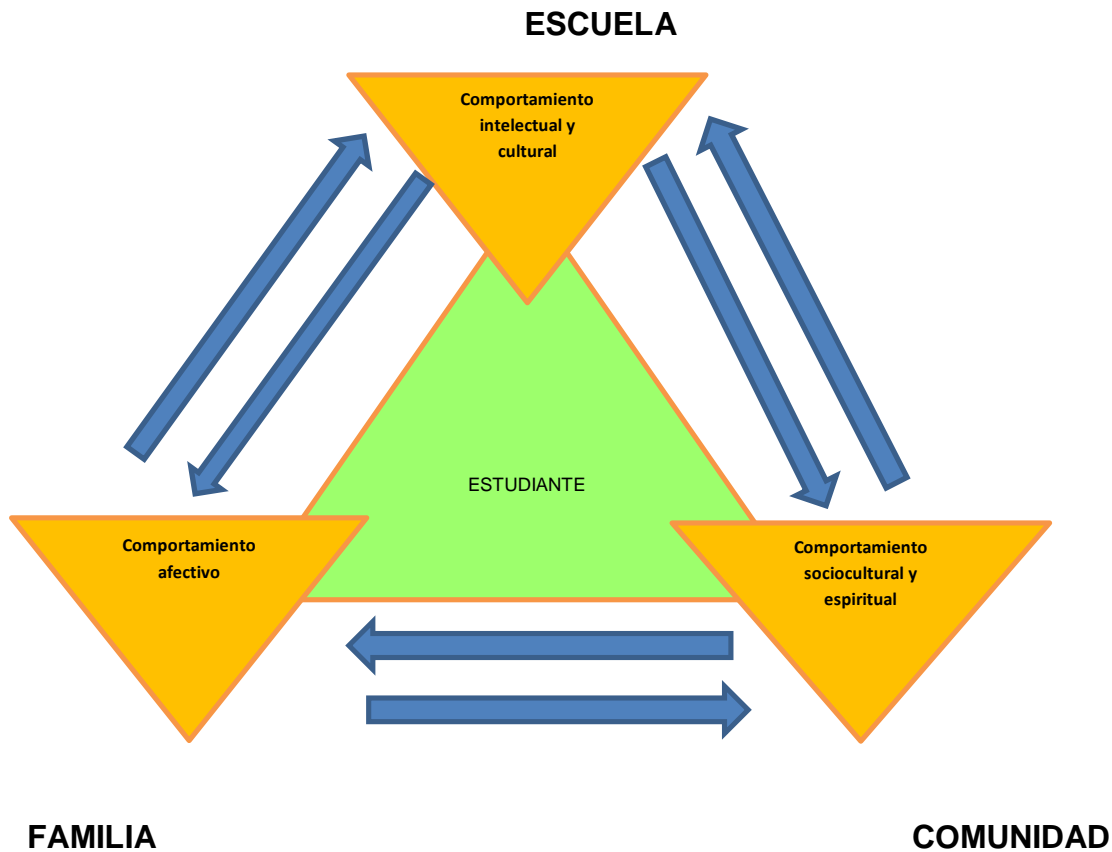 ESCUELA
Comportamiento
intelectual y
cultural
ESTUDIANTE
Comportamiento
afectivo
Comportamiento
sociocultural y
espiritual
FAMILIA
COMUNIDAD